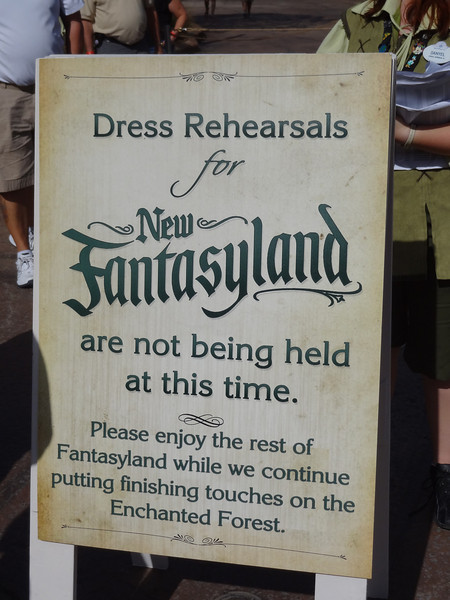 Dress Rehearsals
for
New
Fantasyland
are not being held
at this time.
Please enjoy the rest of
Fantasyland while we continue
putting finishing touches on the
Enchanted Forest.